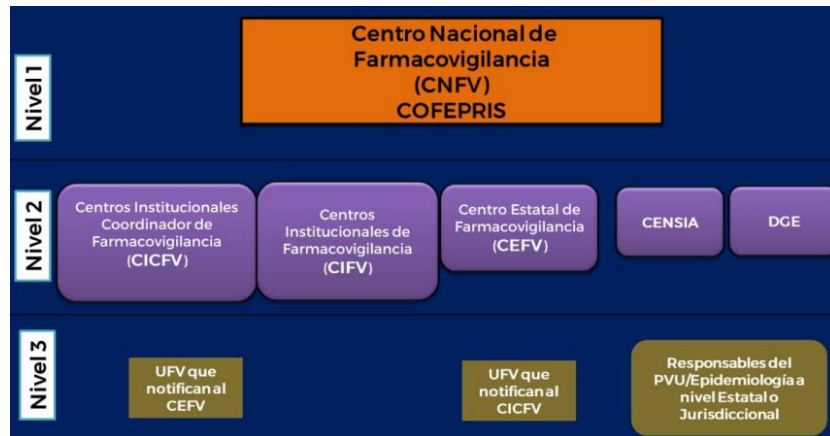 Nivel 1
Centro Nacional de
Farmacovigilancia
(CNFV)
COFEPRIS
Nivel 2
Centros Institucionales
Coordinador de
Farmacovigilancia
(CICFV)
Centros
Institucionales de
Farmacovigilancia
(CIFV)
Centro Estatal de
Farmacovigilancia
(CEFV)
CENSIA
DGE
Nivel 3
UFV que
notifican al
CEFV
UFV que
notifican al
CICFV
Responsables del
PVU/Epidemiología a
nivel Estatal o
Jurisdiccional